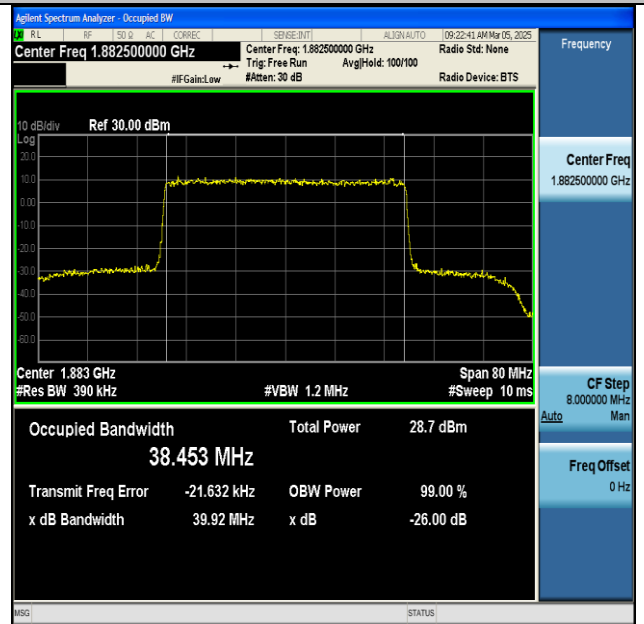 Agilent Spectrum Analyzer - Occupied BW
RL RF 50 Ω AC CORREC SENSE:INT ALIGN AUTO 09:22:41 AM Mar 05, 2025
Center Freq 1.882500000 GHz
Center Freq: 1.882500000 GHz Radio Std: None
Trig: Free Run Avg|Hold: 100/100
#IFGain:Low #Atten: 30 dB Radio Device: BTS
Frequency
10 dB/div Ref 30.00 dBm
Log
20.0
10.0
0.00
-10.0
-20.0
-30.0
-50.0
-60.0
Center 1.883 GHz Span 80 MHz
#Res BW 390 kHz #VBW 1.2 MHz #Sweep 10 ms
Occupied Bandwidth Total Power 28.7 dBm
38.453 MHz
Transmit Freq Error -21.632 kHz OBW Power 99.00 %
x dB Bandwidth 39.92 MHz x dB -26.00 dB
Center Freq
1.882500000 GHz
CF Step
8.000000 MHz
Auto Man
Freq Offset
0 Hz
MSG STATUS